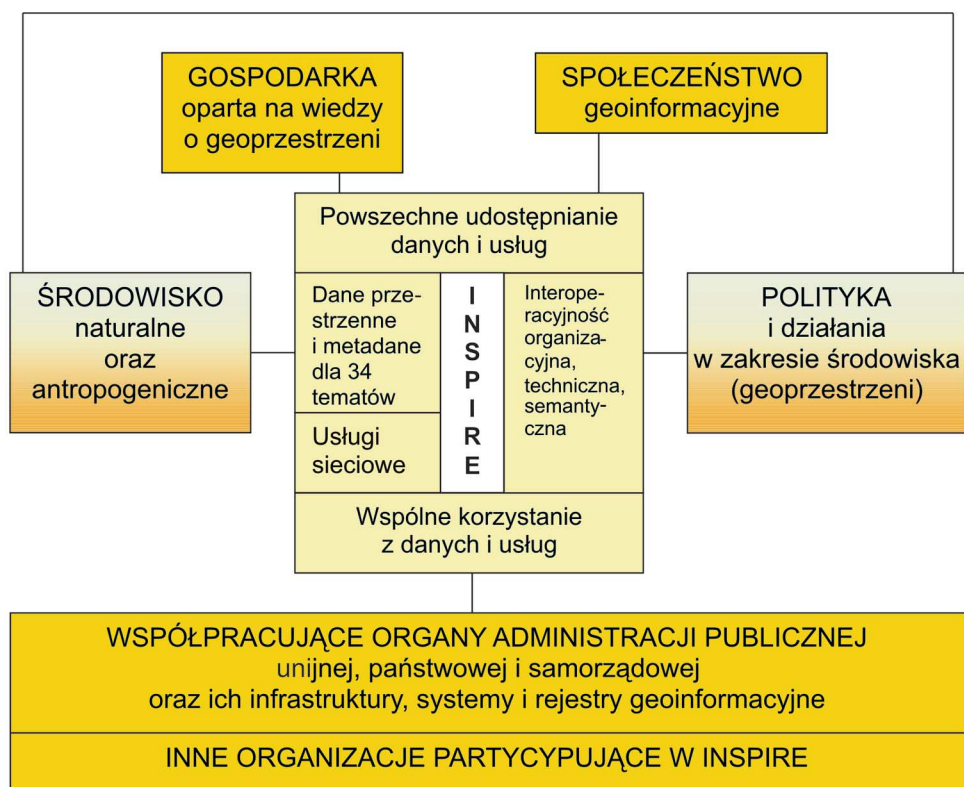 GOSPODARKA
oparta na wiedzy
o geoprzestrzeni
SPOŁECZEŃSTWO
geoinformacyjne
Powszechne udostępnianie
danych i usług
ŚRODOWISKO
naturalne
oraz
antropogeniczne
Dane prze-
strzenne
i metadane
dla 34
tematów
Usługi
sieciowe
I
N
S
P
I
R
E
Interope-
racyjność
organiza-
cyjna,
techniczna,
semanty-
czna
POLITYKA
i działania
w zakresie środowiska
(geoprzestrzeni)
Wspólne korzystanie
z danych i usług
WSPÓŁPRACUJĄCE ORGANY ADMINISTRACJI PUBLICZNEJ
unijnej, państwowej i samorządowej
oraz ich infrastruktury, systemy i rejestry geoinformacyjne
INNE ORGANIZACJE PARTYCYPUJĄCE W INSPIRE